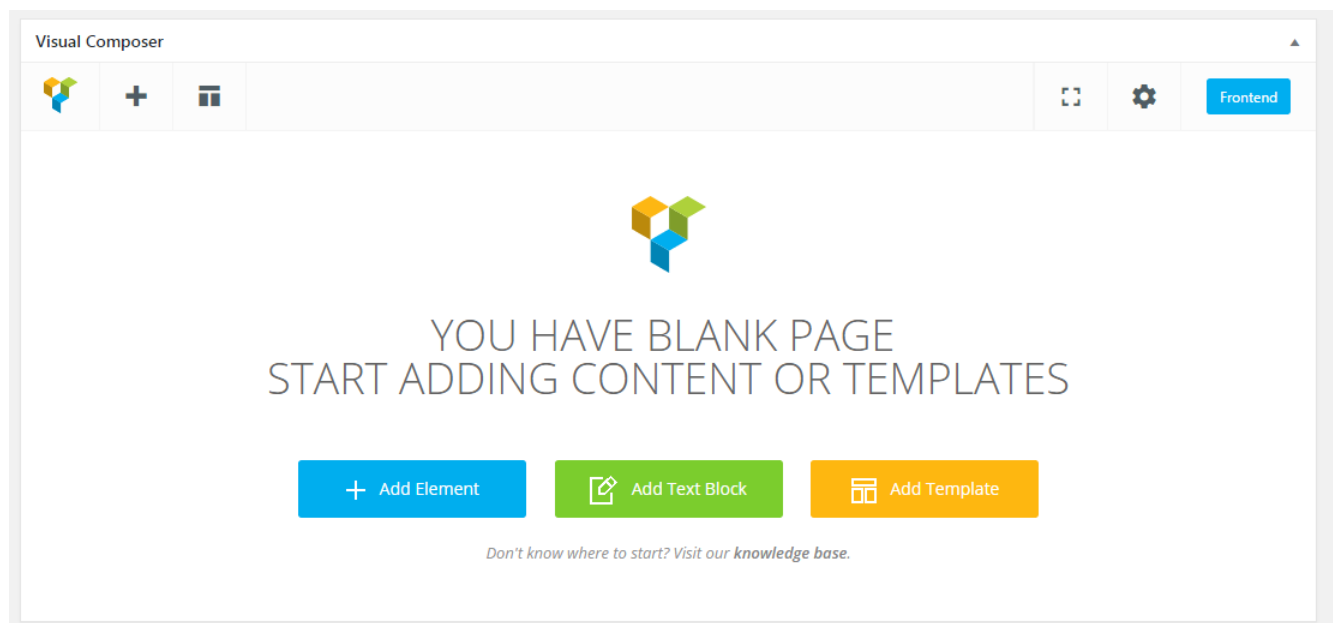 Visual Composer
Frontend
YOU HAVE BLANK PAGE
START ADDING CONTENT OR TEMPLATES
Add Element
Add Text Block
Add Template
Don't know where to start? Visit our knowledge base.